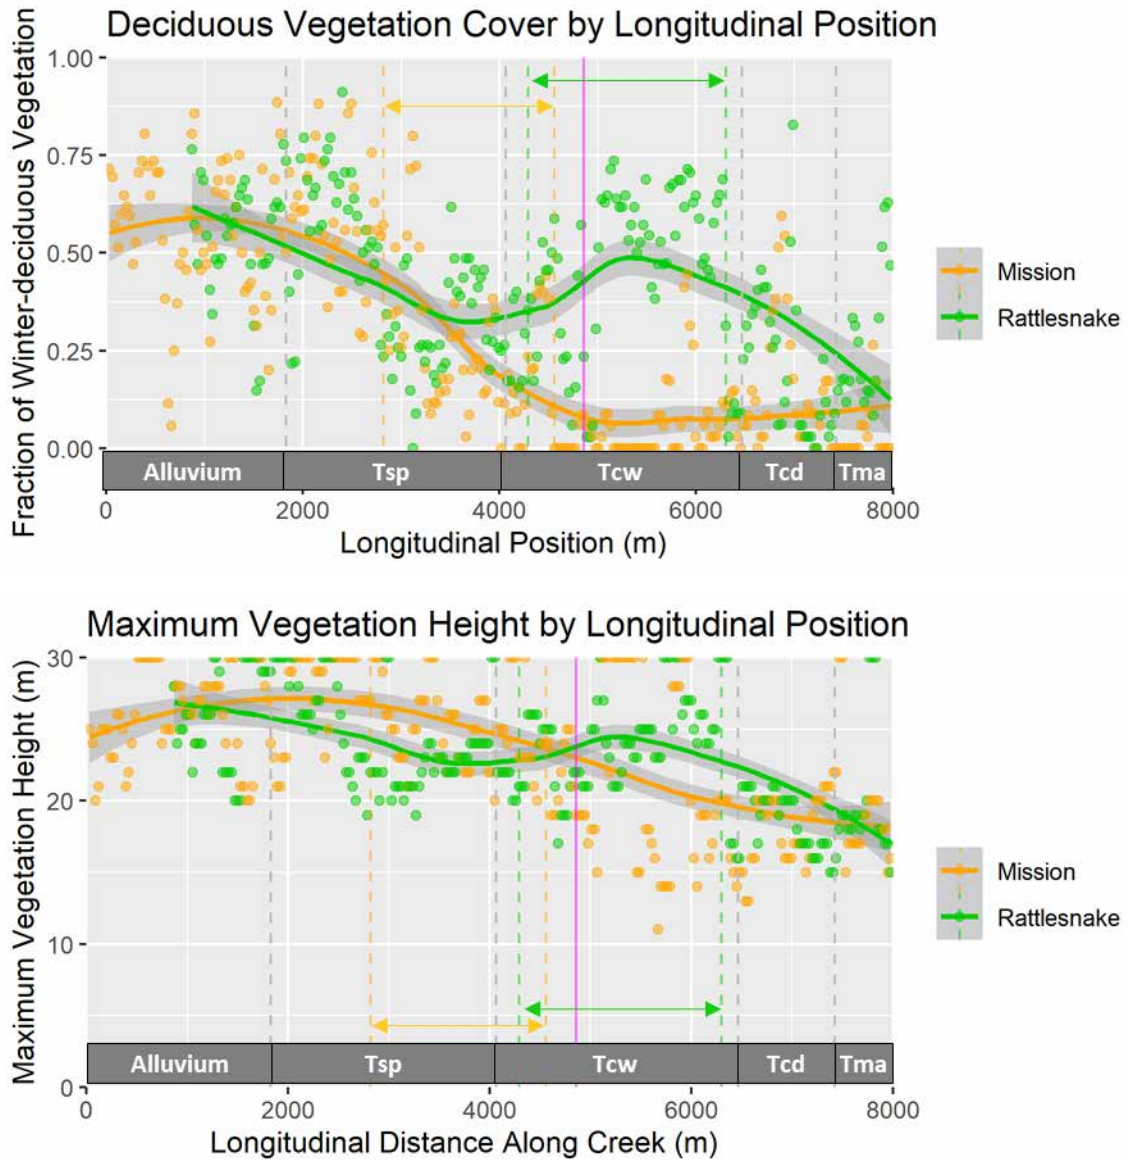 Deciduous Vegetation Cover by Longitudinal Position
Fraction of Winter-deciduous Vegetation
1.00
0.75
0.50
0.25
0.00
Alluvium Tsp Tcw Tcd Tma
0 2000 4000 6000 8000
Longitudinal Position (m)
Mission
Rattlesnake
Maximum Vegetation Height by Longitudinal Position
Maximum Vegetation Height (m)
30
20
10
0
Alluvium Tsp Tcw Tcd Tma
0 2000 4000 6000 8000
Longitudinal Distance Along Creek (m)
Mission
Rattlesnake